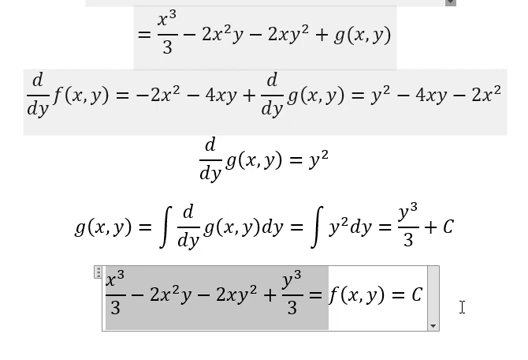 = x³/3 − 2x²y − 2xy² + g(x, y)
d/dy f(x, y) = −2x² − 4xy + d/dy g(x, y) = y² − 4xy − 2x²
d/dy g(x, y) = y²
g(x, y) = ∫ d/dy g(x, y)dy = ∫ y²dy = y³/3 + C
x³/3 − 2x²y − 2xy² + y³/3 = f(x, y) = C